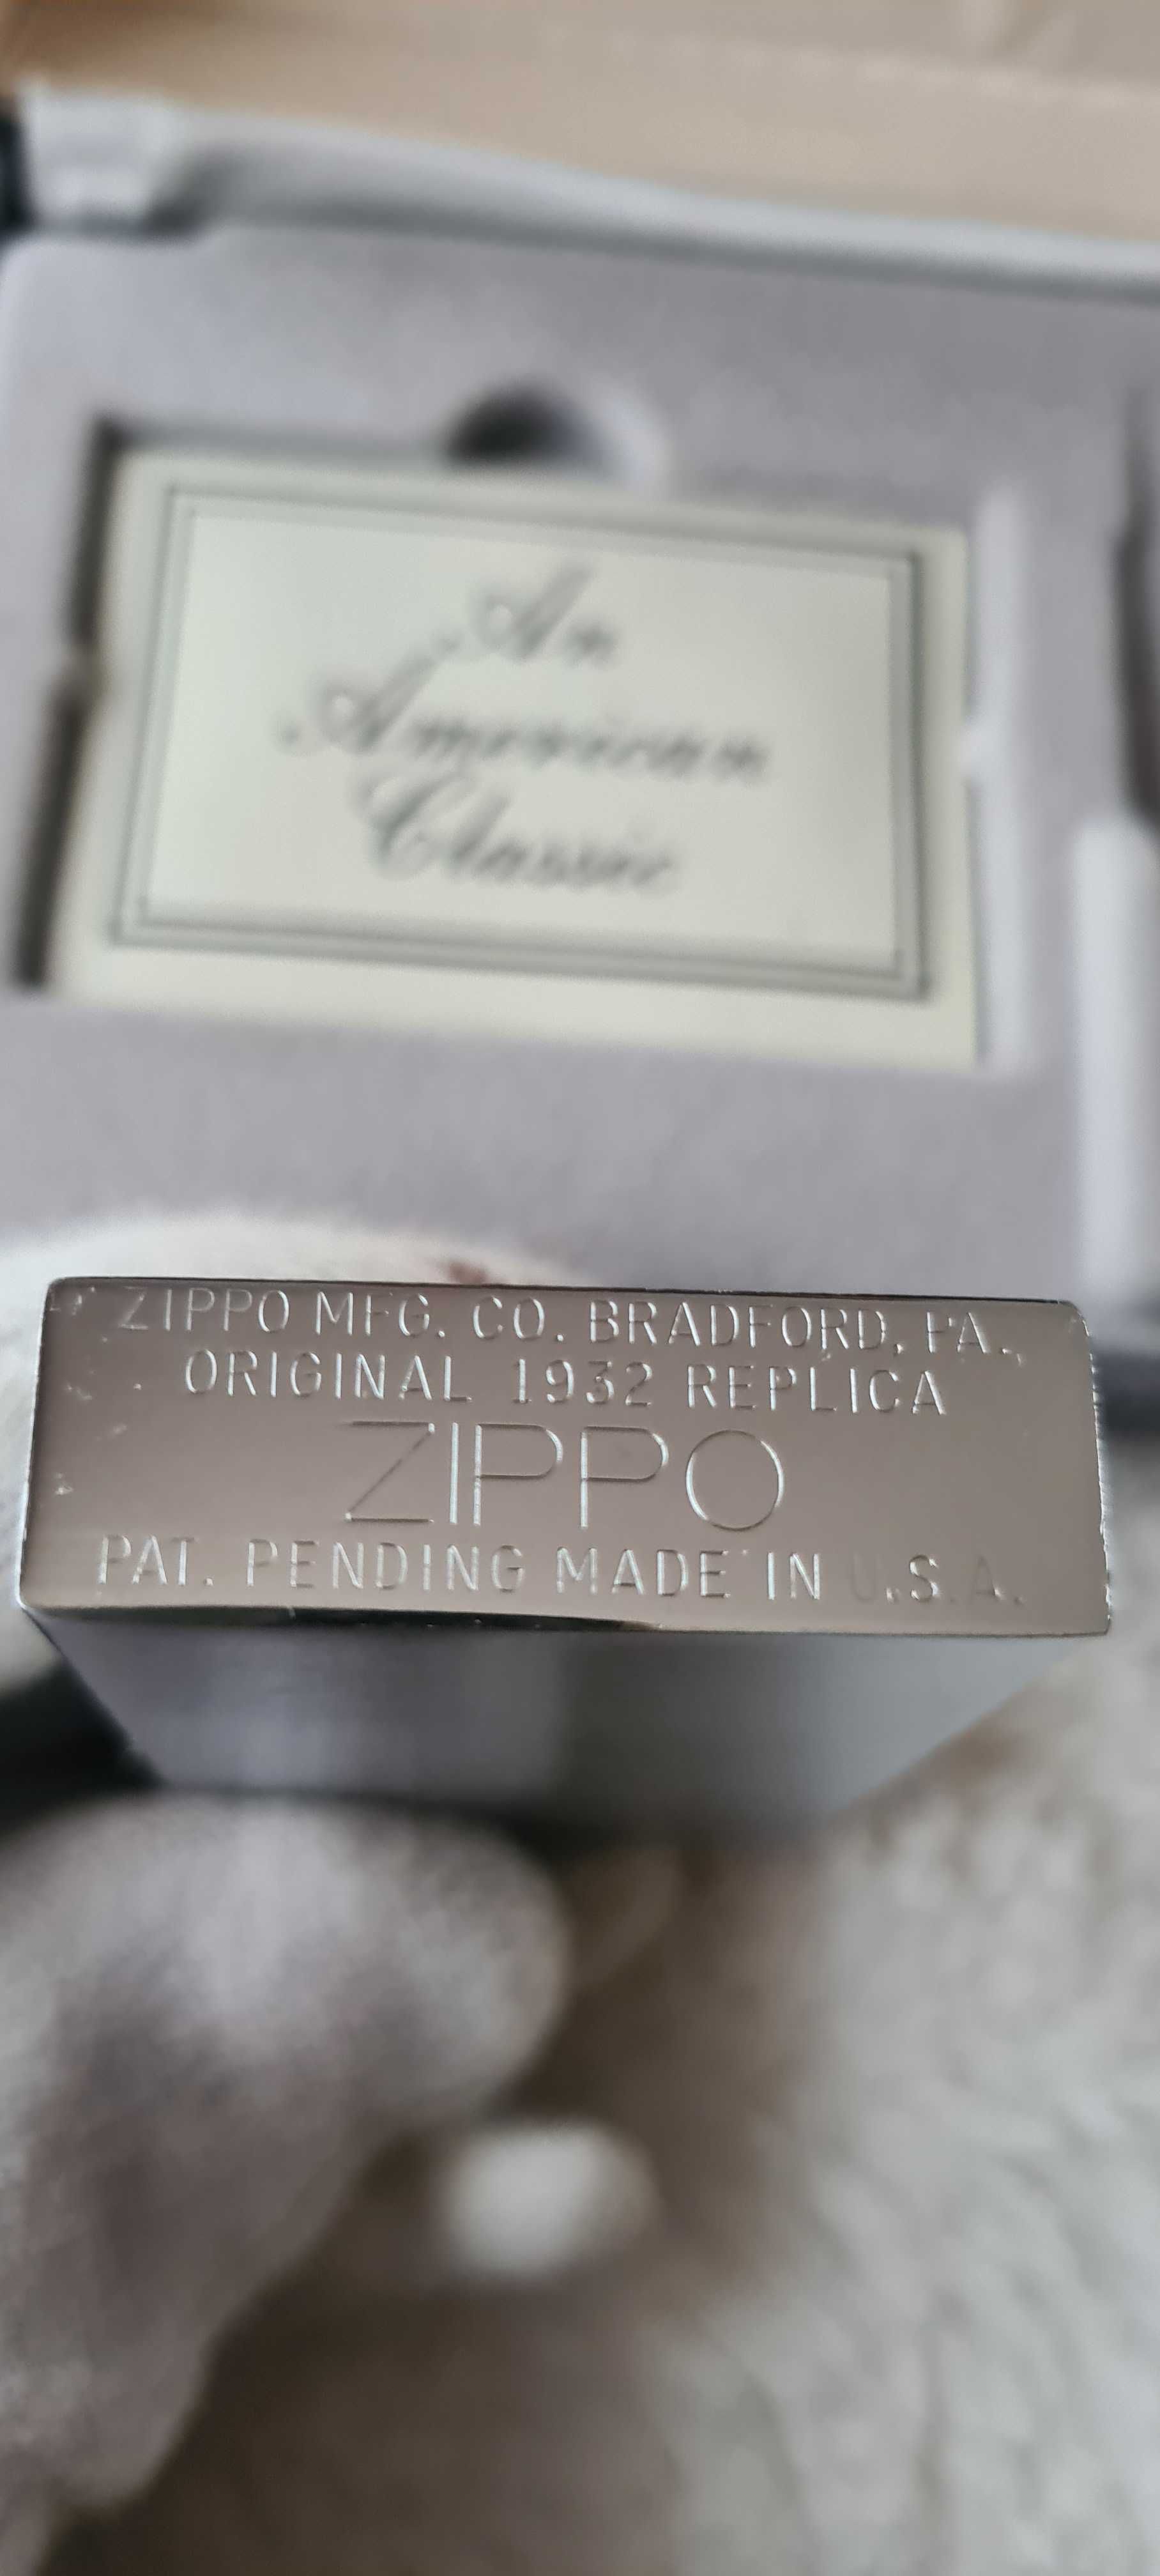 An
American
Classic
ZIPPO MFG. CO. BRADFORD, PA.,
ORIGINAL 1932 REPLICA
ZIPPO
PAT. PENDING MADE IN U.S.A.